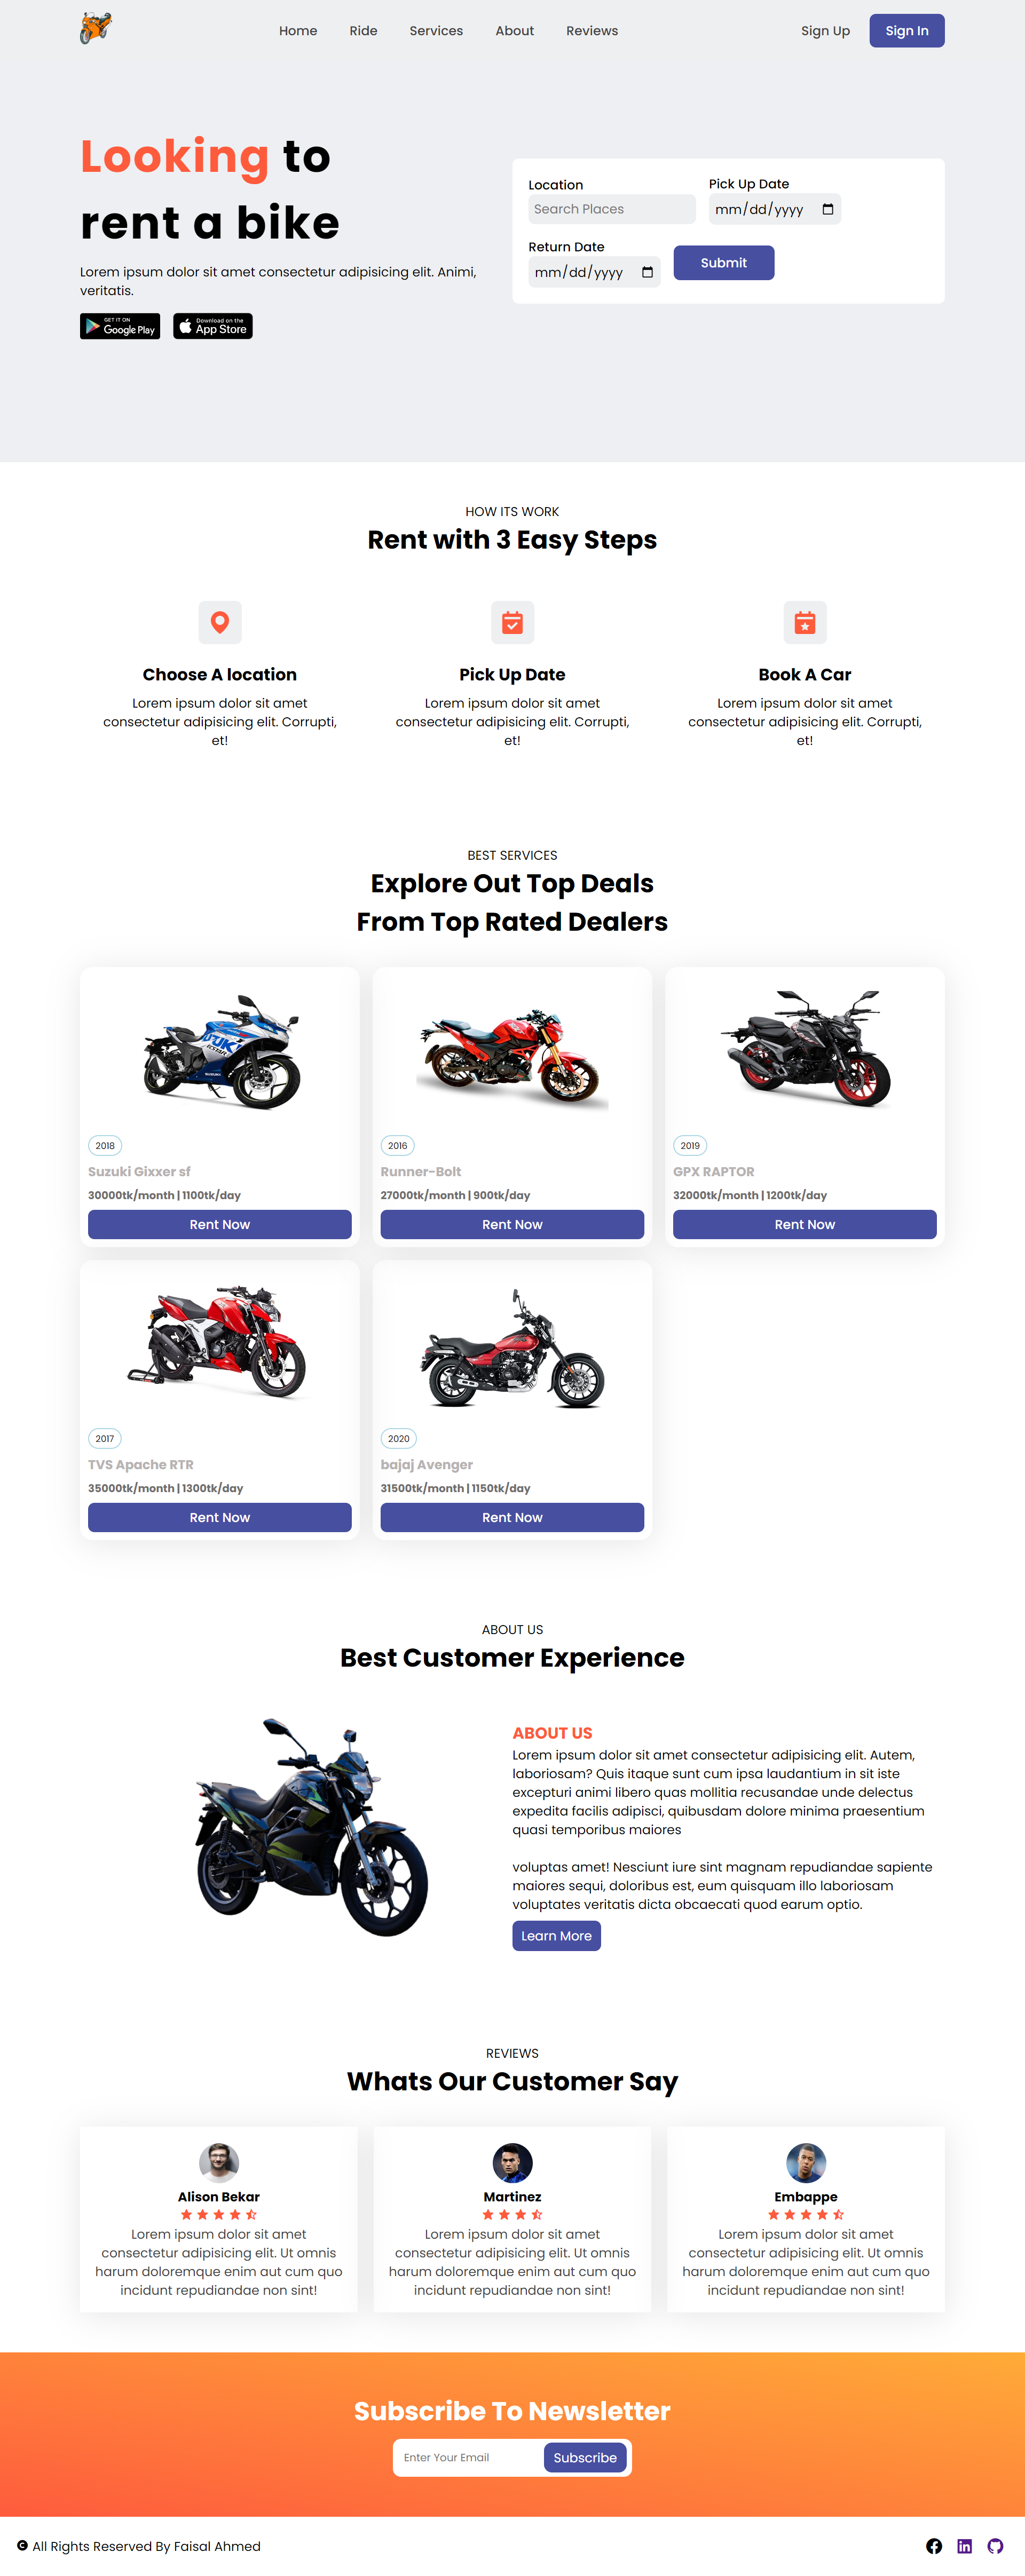 Home Ride Services About Reviews Sign Up Sign In
Looking to
rent a bike
Lorem ipsum dolor sit amet consectetur adipisicing elit. Animi,
veritatis.
GET IT ON
Google Play
Download on the
App Store
Location
Search Places
Pick Up Date
mm/dd/yyyy
Return Date
mm/dd/yyyy
Submit
HOW ITS WORK
Rent with 3 Easy Steps
Choose A location
Lorem ipsum dolor sit amet
consectetur adipisicing elit. Corrupti,
et!
Pick Up Date
Lorem ipsum dolor sit amet
consectetur adipisicing elit. Corrupti,
et!
Book A Car
Lorem ipsum dolor sit amet
consectetur adipisicing elit. Corrupti,
et!
BEST SERVICES
Explore Out Top Deals
From Top Rated Dealers
2018
Suzuki Gixxer sf
30000tk/month | 1100tk/day
Rent Now
2016
Runner-Bolt
27000tk/month | 900tk/day
Rent Now
2019
GPX RAPTOR
32000tk/month | 1200tk/day
Rent Now
2017
TVS Apache RTR
35000tk/month | 1300tk/day
Rent Now
2020
bajaj Avenger
31500tk/month | 1150tk/day
Rent Now
ABOUT US
Best Customer Experience
ABOUT US
Lorem ipsum dolor sit amet consectetur adipisicing elit. Autem,
laboriosam? Quis itaque sunt cum ipsa laudantium in sit iste
excepturi animi libero quas mollitia recusandae unde delectus
expedita facilis adipisci, quibusdam dolore minima praesentium
quasi temporibus maiores
voluptas amet! Nesciunt iure sint magnam repudiandae sapiente
maiores sequi, doloribus est, eum quisquam illo laboriosam
voluptates veritatis dicta obcaecati quod earum optio.
Learn More
REVIEWS
Whats Our Customer Say
Alison Bekar
Lorem ipsum dolor sit amet
consectetur adipisicing elit. Ut omnis
harum doloremque enim aut cum quo
incidunt repudiandae non sint!
Martinez
Lorem ipsum dolor sit amet
consectetur adipisicing elit. Ut omnis
harum doloremque enim aut cum quo
incidunt repudiandae non sint!
Embappe
Lorem ipsum dolor sit amet
consectetur adipisicing elit. Ut omnis
harum doloremque enim aut cum quo
incidunt repudiandae non sint!
Subscribe To Newsletter
Enter Your Email
Subscribe
All Rights Reserved By Faisal Ahmed